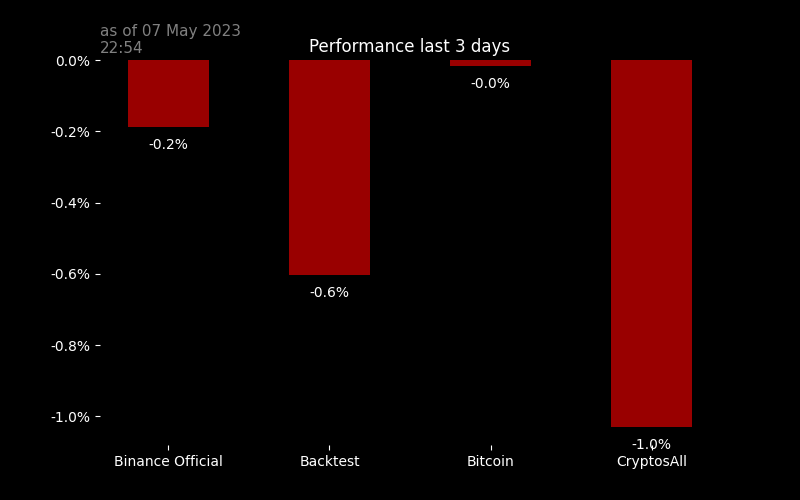 as of 07 May 2023
22:54
Performance last 3 days
0.0%
-0.2%
-0.4%
-0.6%
-0.8%
-1.0%
-0.2%
-0.6%
-0.0%
-1.0%
Binance Official
Backtest
Bitcoin
CryptosAll